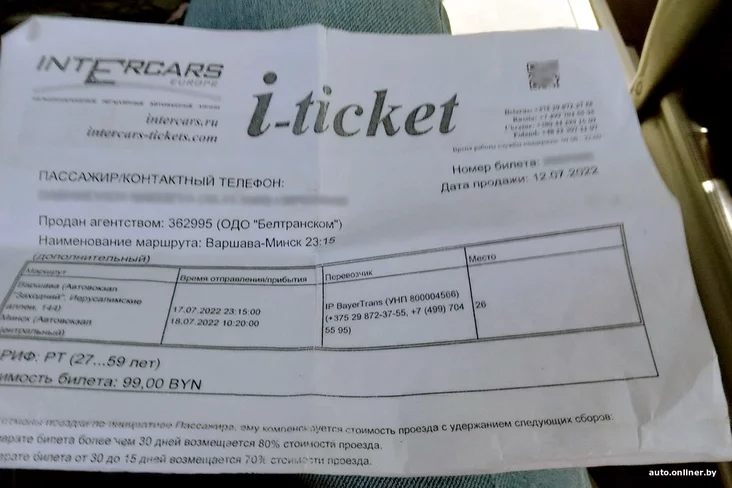 INTERCARS
EUROPE
intercars.ru
intercars-tickets.com
i-ticket
Номер билета:
Дата продажи: 12.07.2022
ПАССАЖИР/КОНТАКТНЫЙ ТЕЛЕФОН:
Продан агентством: 362995 (ОДО "Белтранском")
Наименование маршрута: Варшава-Минск 23:15
(дополнительный)
Маршрут
Время отправления/прибытия
Перевозчик
Место
Варшава (Автовокзал
"Заходний", Иерусалимские
аллеи, 144)
Минск (Автовокзал
Центральный)
17.07.2022 23:15:00
18.07.2022 10:20:00
IP BayerTrans (УНП 800004566)
(+375 29 872-37-55, +7 (499) 704
55 95)
26
РИФ: РТ (27...59 лет)
имость билета: 99,00 BYN
поездки по инициативе Пассажира, ему компенсируется стоимость проезда с удержанием следующих сборов:
врате билета более чем 30 дней возмещается 80% стоимости проезда.
врате билета от 30 до 15 дней возмещается 70% стоимости проезда.
auto.onliner.by